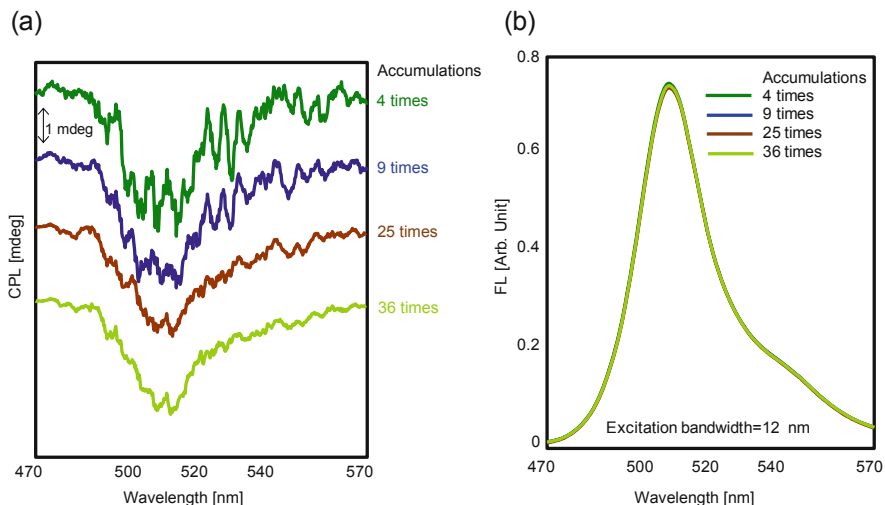 (a)
Accumulations
4 times
1 mdeg
9 times
25 times
36 times
CPL [mdeg]
470 500 520 540 570
Wavelength [nm]
(b)
0.8
0.6
0.4
0.2
0
FL [Arb. Unit]
Accumulations
4 times
9 times
25 times
36 times
Excitation bandwidth=12 nm
470 500 520 540 570
Wavelength [nm]